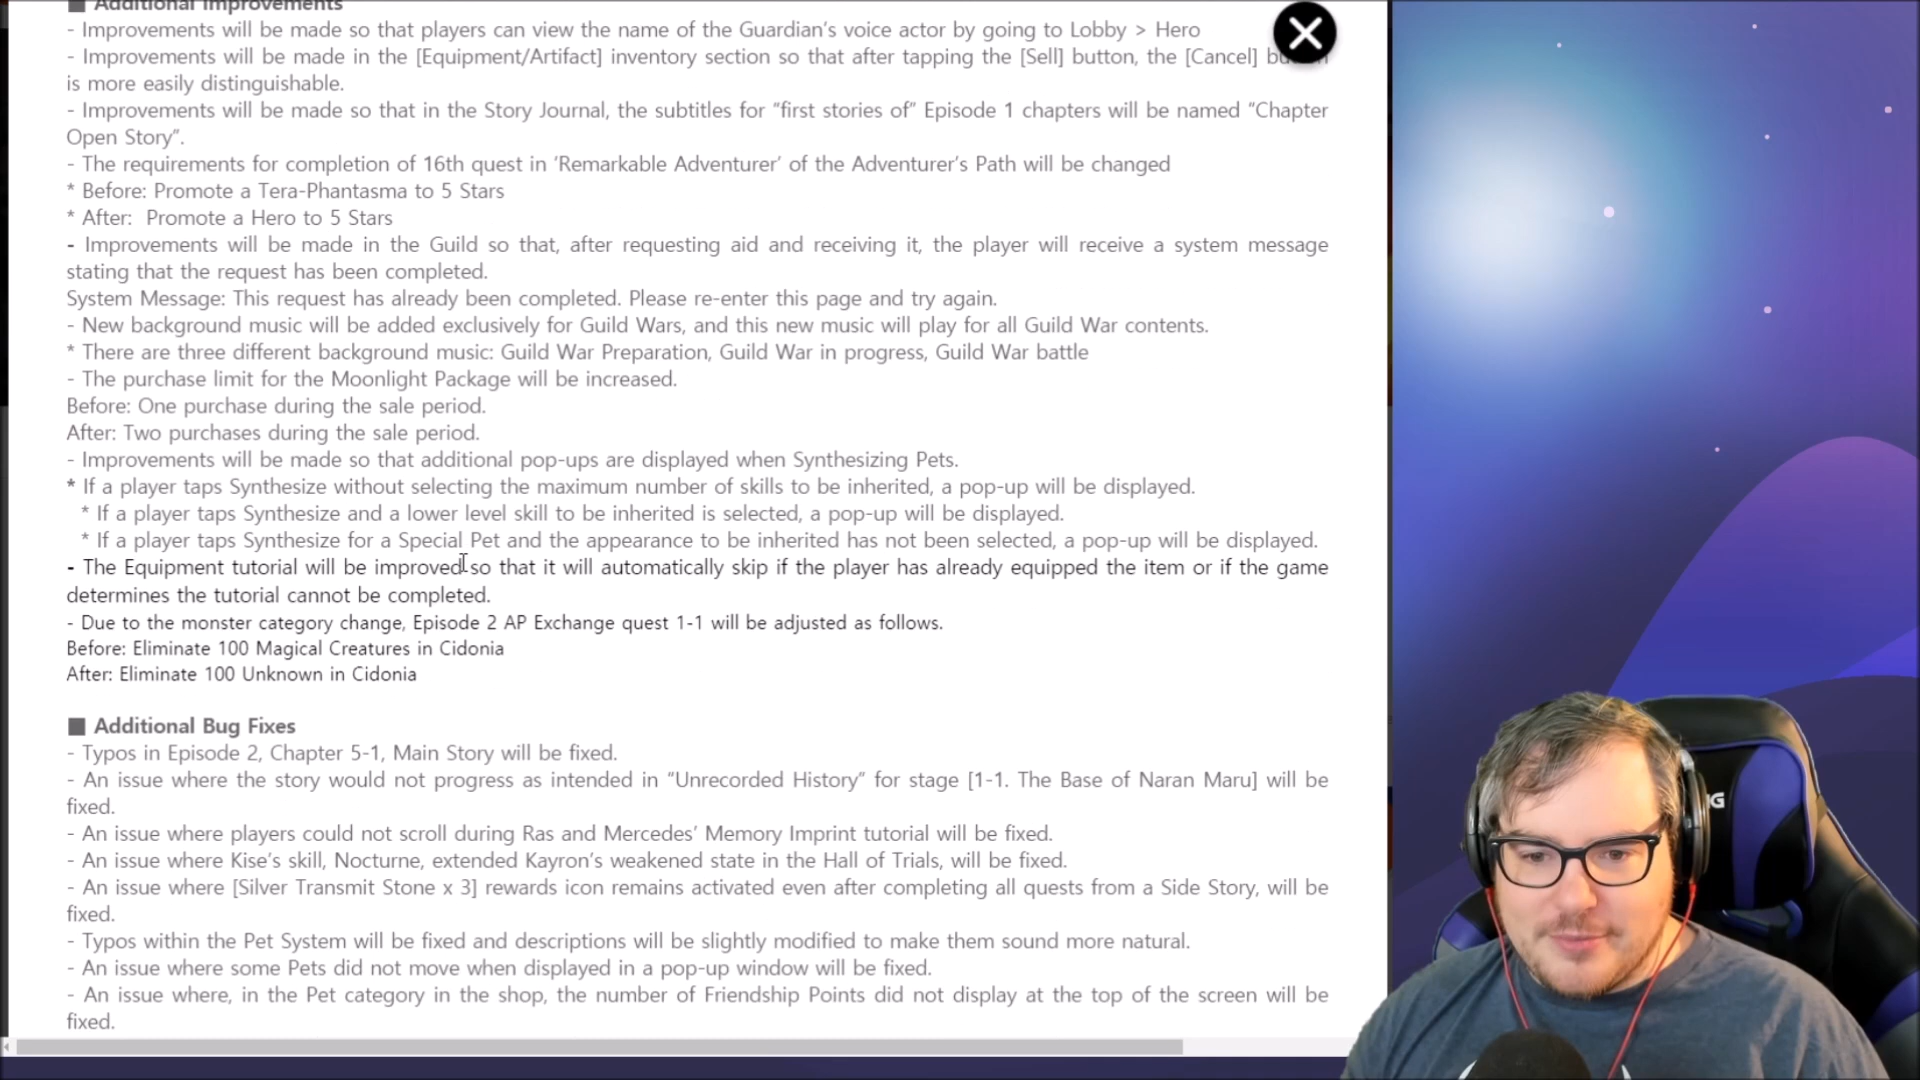 ■ Additional Improvements
- Improvements will be made so that players can view the name of the Guardian's voice actor by going to Lobby > Hero
- Improvements will be made in the [Equipment/Artifact] inventory section so that after tapping the [Sell] button, the [Cancel]
is more easily distinguishable.
- Improvements will be made so that in the Story Journal, the subtitles for “first stories of” Episode 1 chapters will be named “Chapter
Open Story”.
- The requirements for completion of 16th quest in ‘Remarkable Adventurer’ of the Adventurer’s Path will be changed
* Before: Promote a Tera-Phantasma to 5 Stars
* After:  Promote a Hero to 5 Stars
- Improvements will be made in the Guild so that, after requesting aid and receiving it, the player will receive a system message
stating that the request has been completed.
System Message: This request has already been completed. Please re-enter this page and try again.
- New background music will be added exclusively for Guild Wars, and this new music will play for all Guild War contents.
* There are three different background music: Guild War Preparation, Guild War in progress, Guild War battle
- The purchase limit for the Moonlight Package will be increased.
Before: One purchase during the sale period.
After: Two purchases during the sale period.
- Improvements will be made so that additional pop-ups are displayed when Synthesizing Pets.
* If a player taps Synthesize without selecting the maximum number of skills to be inherited, a pop-up will be displayed.
* If a player taps Synthesize and a lower level skill to be inherited is selected, a pop-up will be displayed.
* If a player taps Synthesize for a Special Pet and the appearance to be inherited has not been selected, a pop-up will be displayed.
- The Equipment tutorial will be improved so that it will automatically skip if the player has already equipped the item or if the game
determines the tutorial cannot be completed.
- Due to the monster category change, Episode 2 AP Exchange quest 1-1 will be adjusted as follows.
Before: Eliminate 100 Magical Creatures in Cidonia
After: Eliminate 100 Unknown in Cidonia
■ Additional Bug Fixes
- Typos in Episode 2, Chapter 5-1, Main Story will be fixed.
- An issue where the story would not progress as intended in “Unrecorded History” for stage [1-1. The Base of Naran Maru] will be
fixed.
- An issue where players could not scroll during Ras and Mercedes’ Memory Imprint tutorial will be fixed.
- An issue where Kise’s skill, Nocturne, extended Kayron’s weakened state in the Hall of Trials, will be fixed.
- An issue where [Silver Transmit Stone x 3] rewards icon remains activated even after completing all quests from a Side Story, will be
fixed.
- Typos within the Pet System will be fixed and descriptions will be slightly modified to make them sound more natural.
- An issue where some Pets did not move when displayed in a pop-up window will be fixed.
- An issue where, in the Pet category in the shop, the number of Friendship Points did not display at the top of the screen will be
fixed.